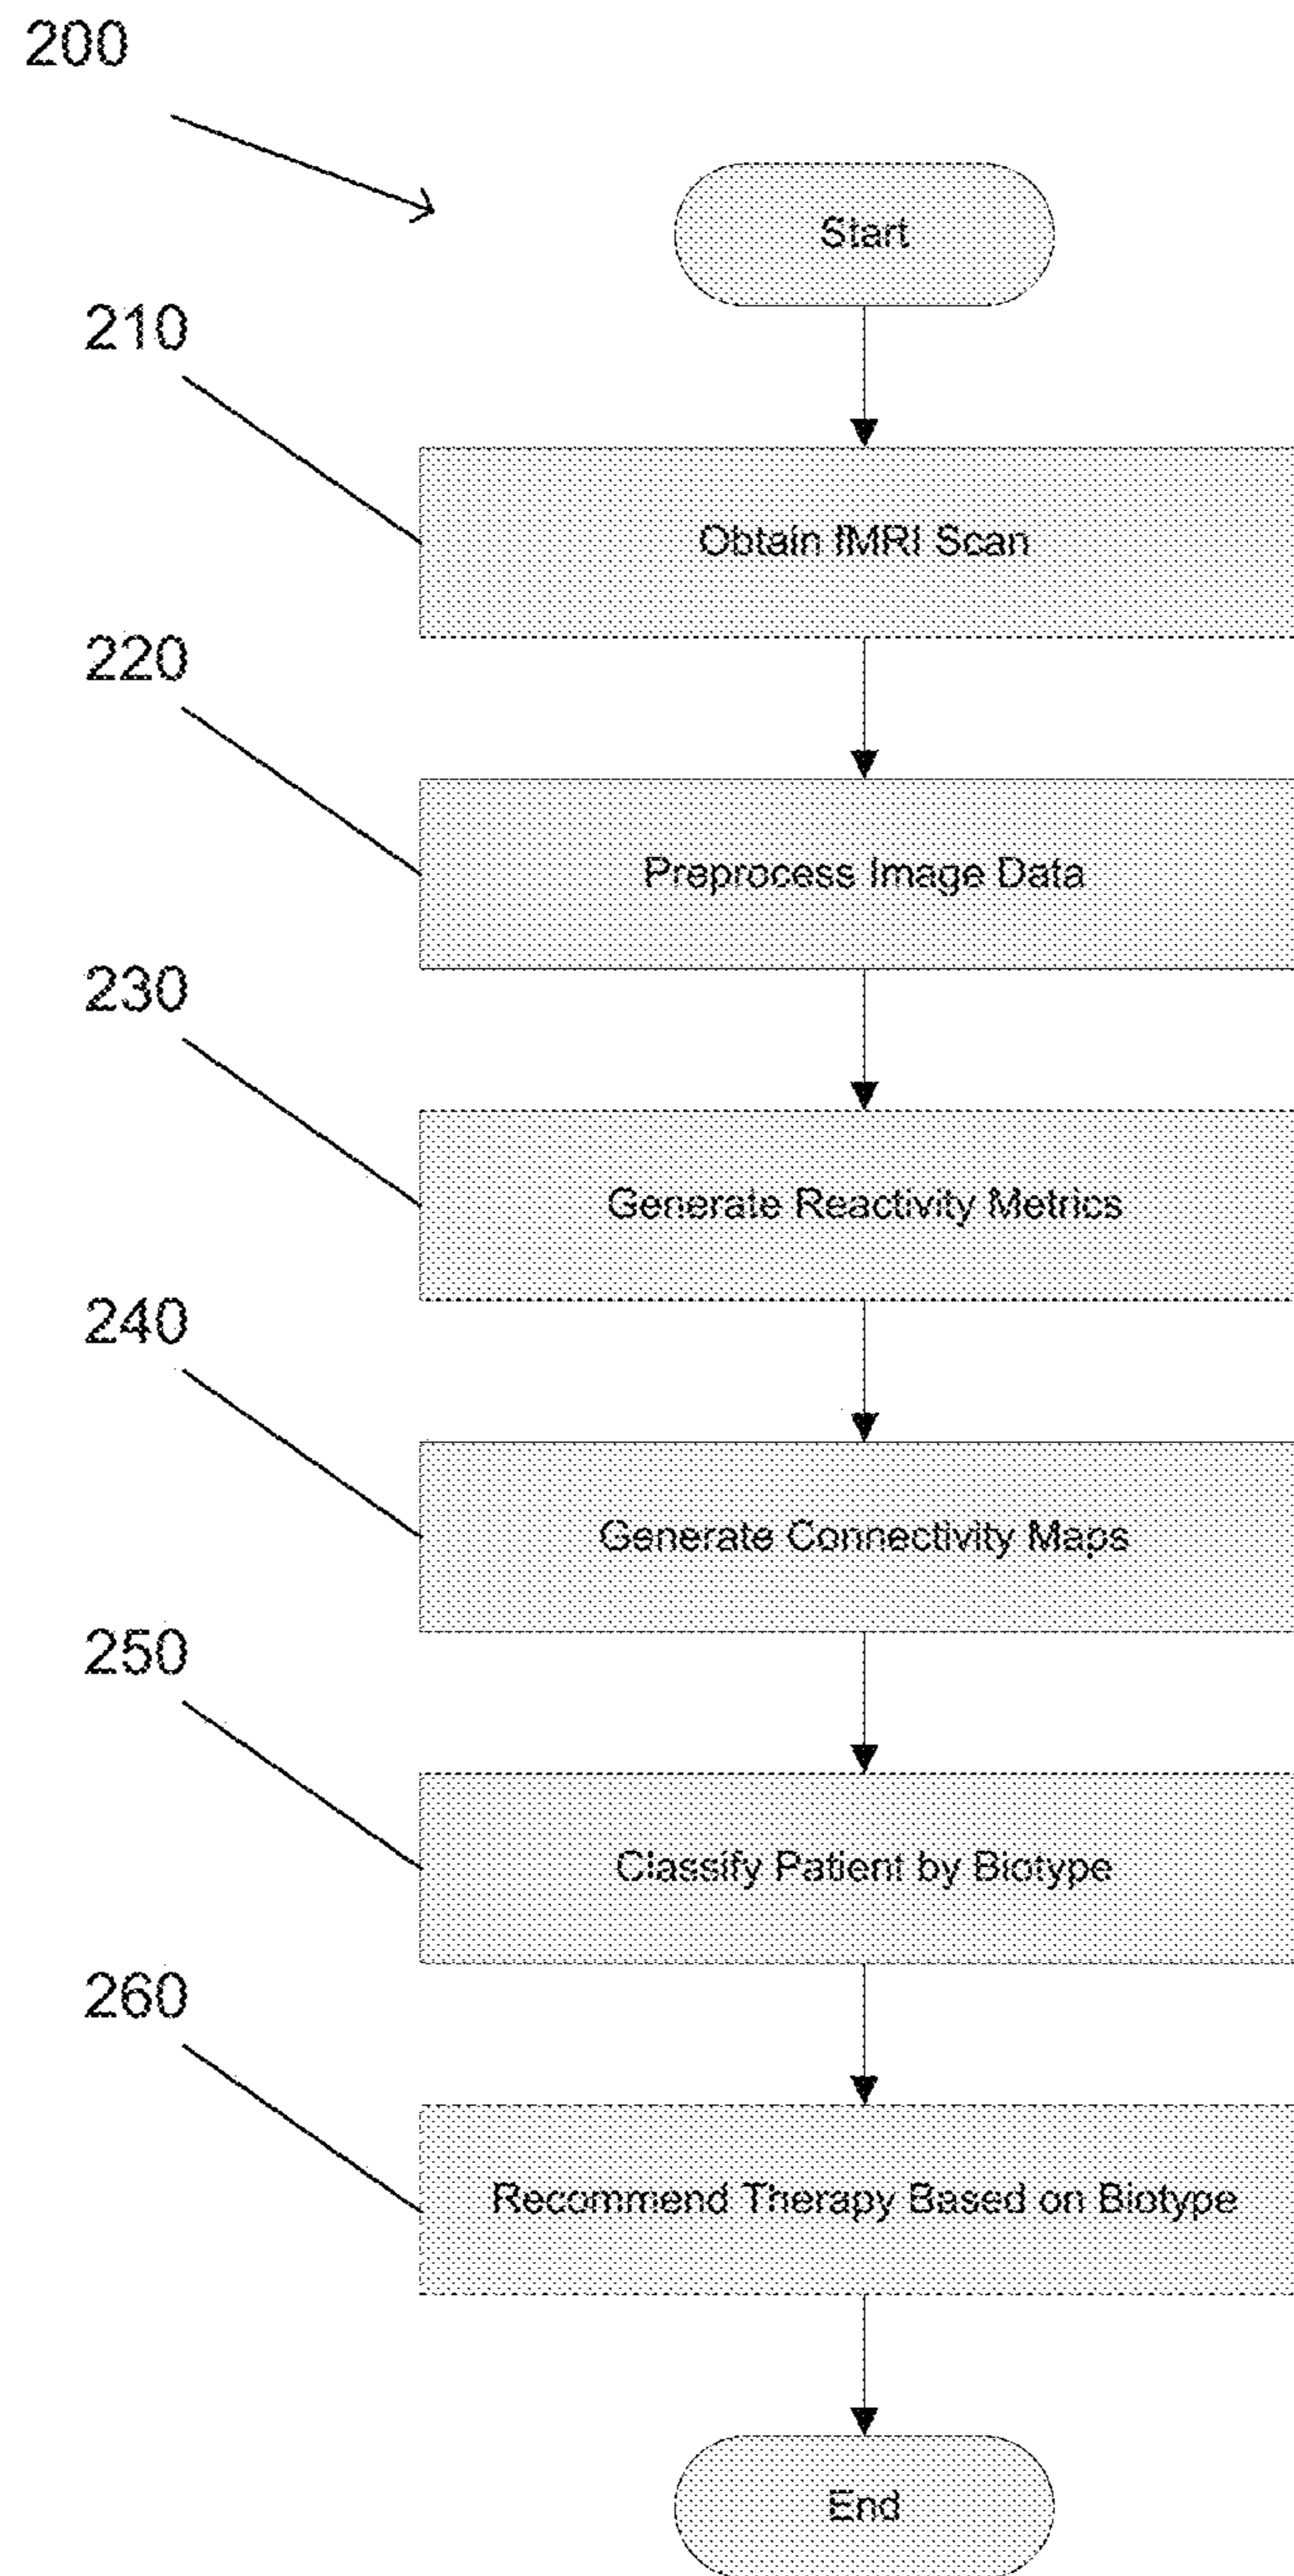 200
Start
210
Obtain fMRI Scan
220
Preprocess Image Data
230
Generate Reactivity Metrics
240
Generate Connectivity Maps
250
Classify Patient by Biotype
260
Recommend Therapy Based on Biotype
End